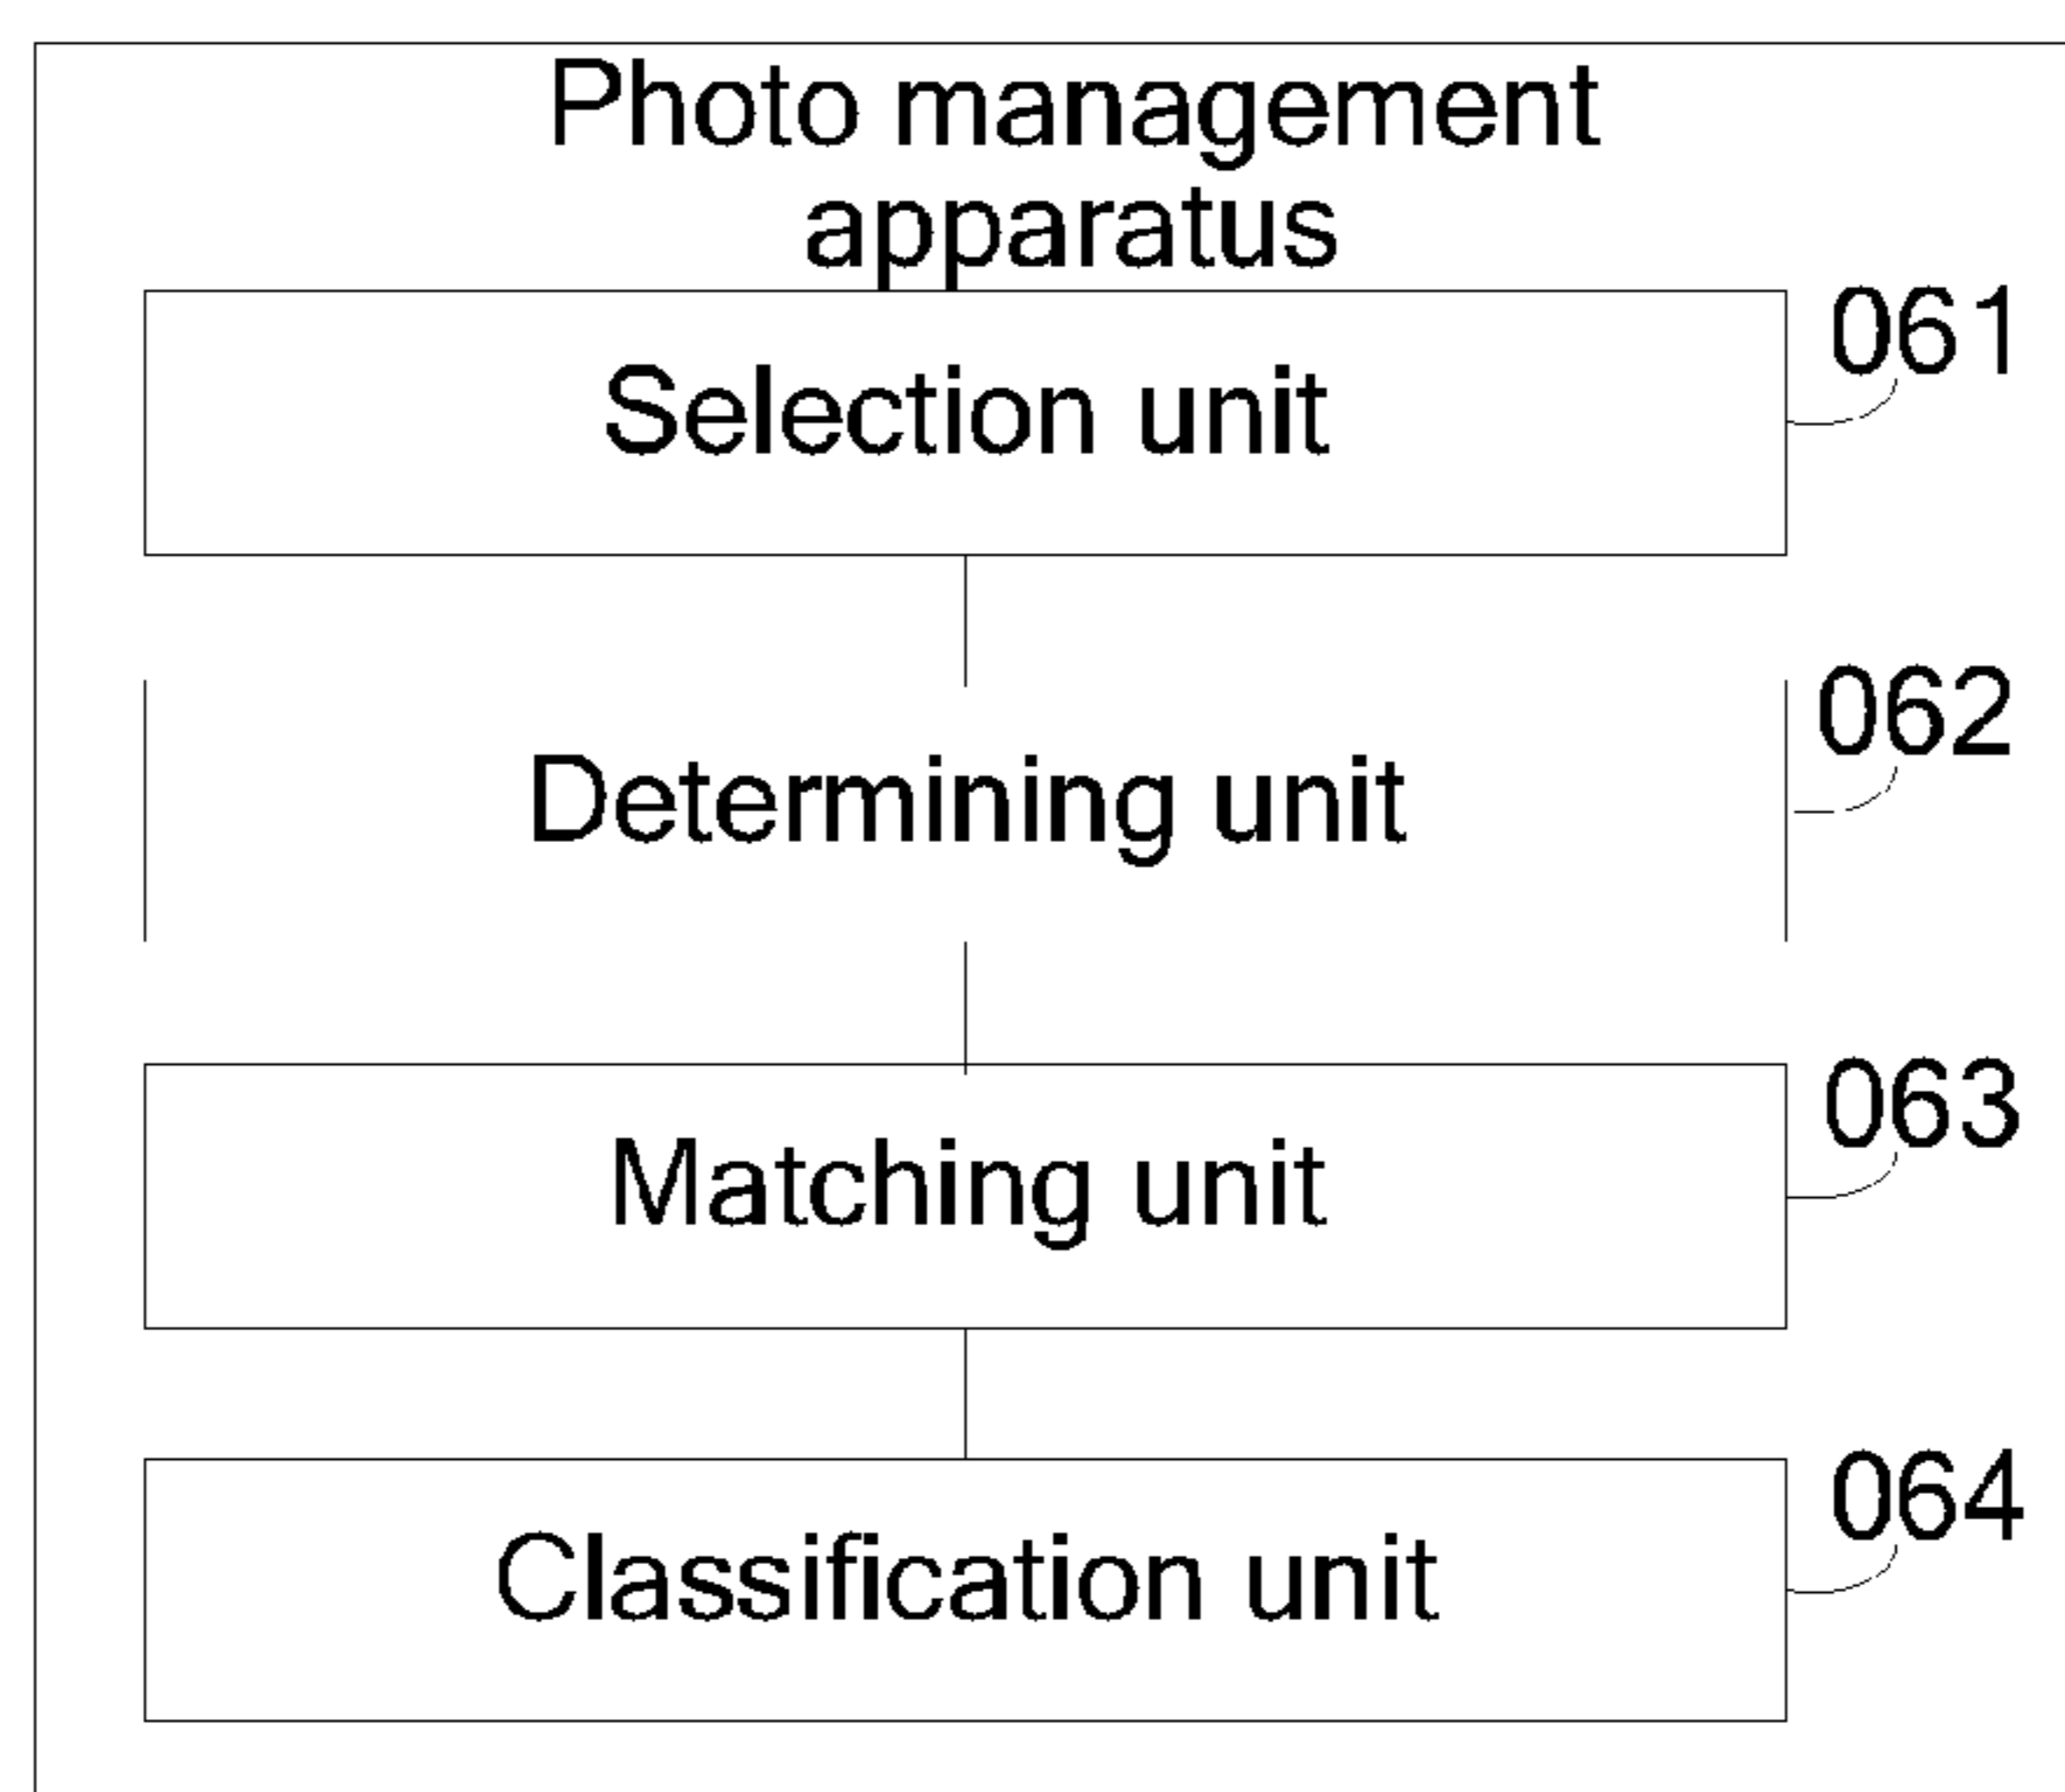 Photo management
apparatus
061
Selection unit
062
Determining unit
063
Matching unit
064
Classification unit